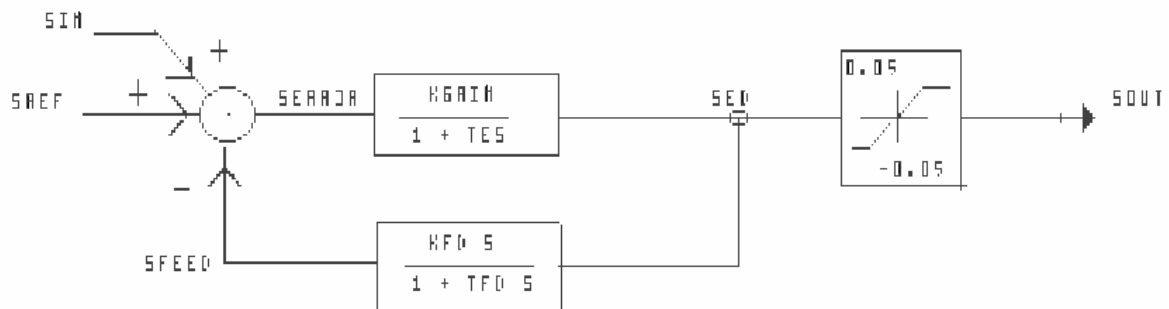 SIN
+
SREF
+
SERROR
KGAIN
1 + TES
SED
0.05
-0.05
SOUT
-
SFEED
KFD S
1 + TFD S